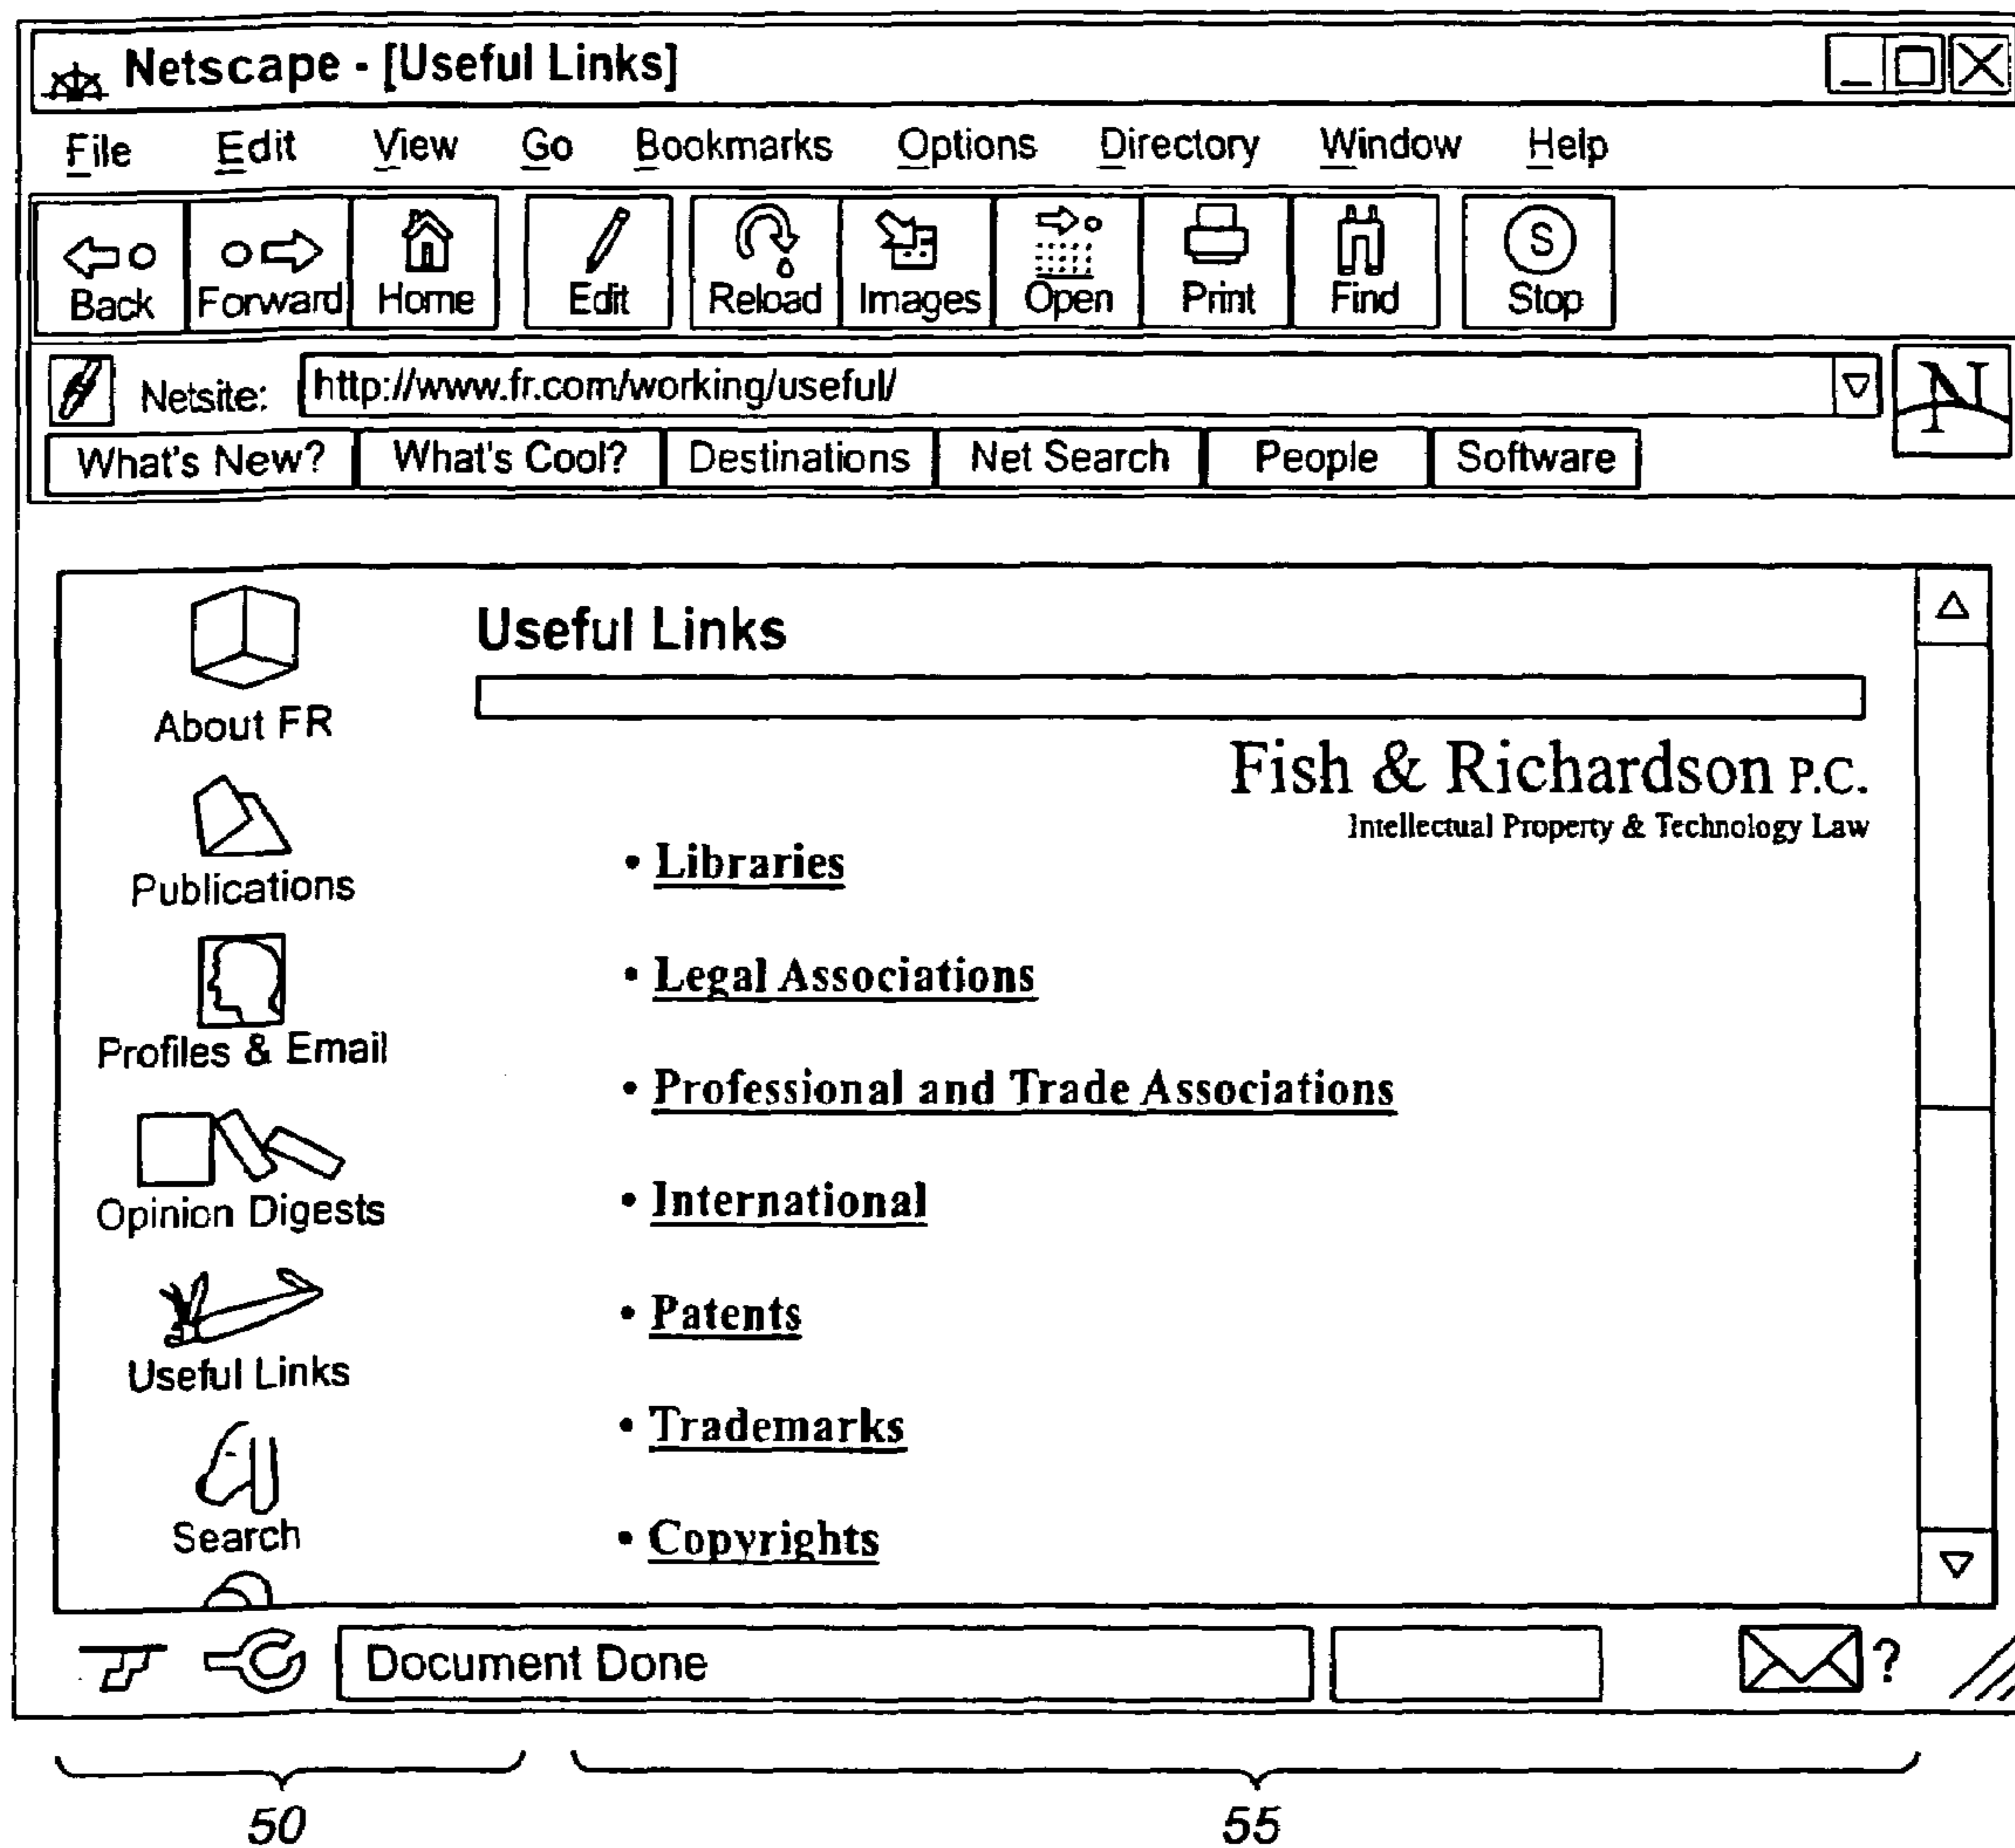 Netscape - [Useful Links]
File Edit View Go Bookmarks Options Directory Window Help
Back Forward Home Edit Reload Images Open Print Find Stop
S
Netsite: http://www.fr.com/working/useful/
N
What's New? What's Cool? Destinations Net Search People Software
Useful Links
About FR
Fish & Richardson P.C.
Intellectual Property & Technology Law
Publications
Profiles & Email
Opinion Digests
Useful Links
Search
• Libraries
• Legal Associations
• Professional and Trade Associations
• International
• Patents
• Trademarks
• Copyrights
Document Done
?
50
55